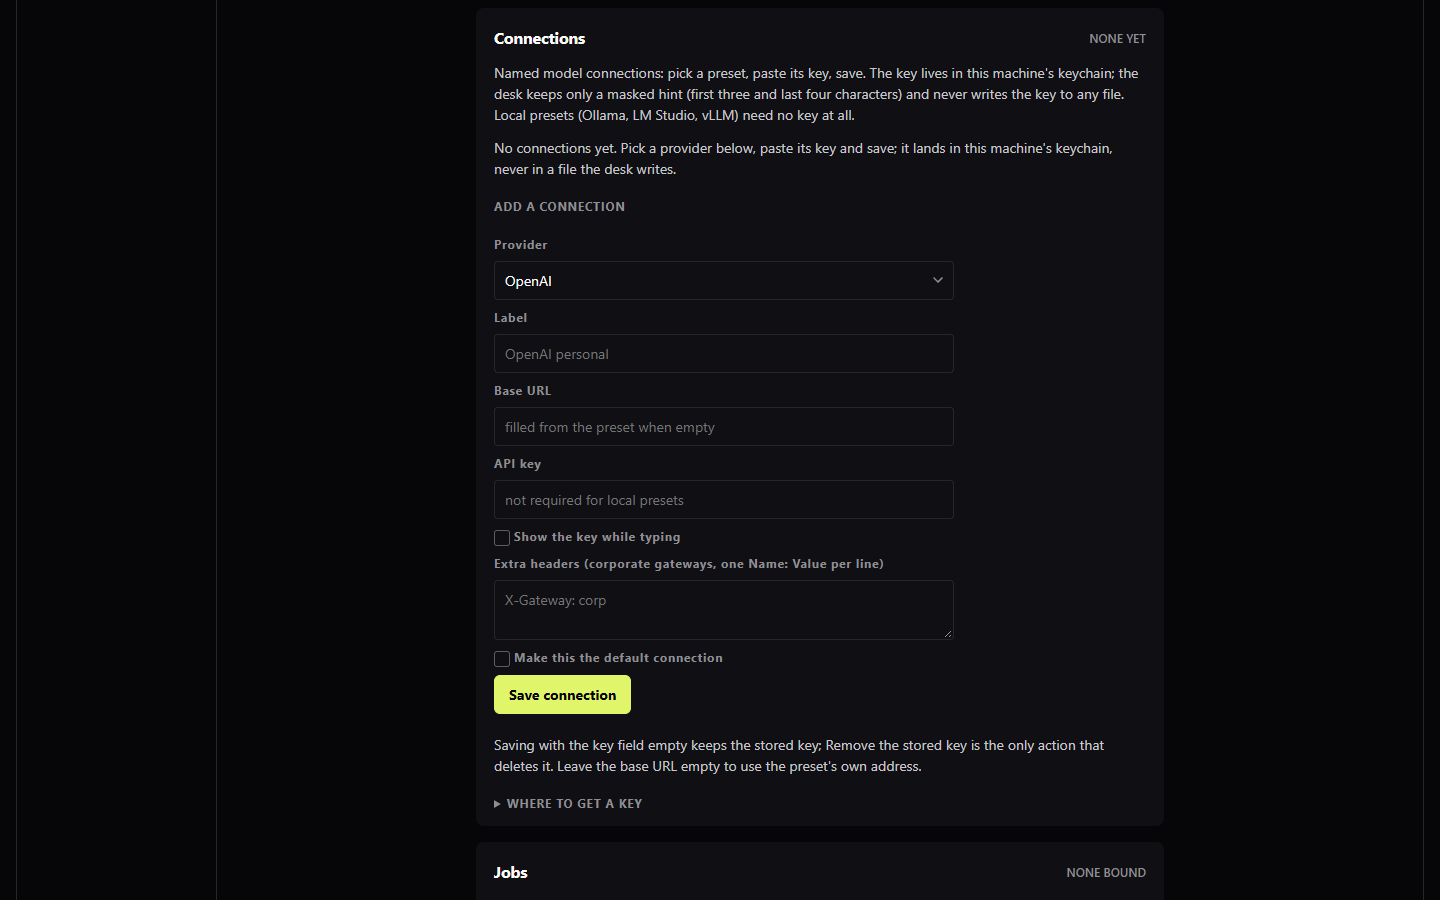 Connections
NONE YET
Named model connections: pick a preset, paste its key, save. The key lives in this machine's keychain; the
desk keeps only a masked hint (first three and last four characters) and never writes the key to any file.
Local presets (Ollama, LM Studio, vLLM) need no key at all.
No connections yet. Pick a provider below, paste its key and save; it lands in this machine's keychain,
never in a file the desk writes.
ADD A CONNECTION
Provider
OpenAI
Label
OpenAI personal
Base URL
filled from the preset when empty
API key
not required for local presets
Show the key while typing
Extra headers (corporate gateways, one Name: Value per line)
X-Gateway: corp
Make this the default connection
Save connection
Saving with the key field empty keeps the stored key; Remove the stored key is the only action that
deletes it. Leave the base URL empty to use the preset's own address.
WHERE TO GET A KEY
Jobs
NONE BOUND